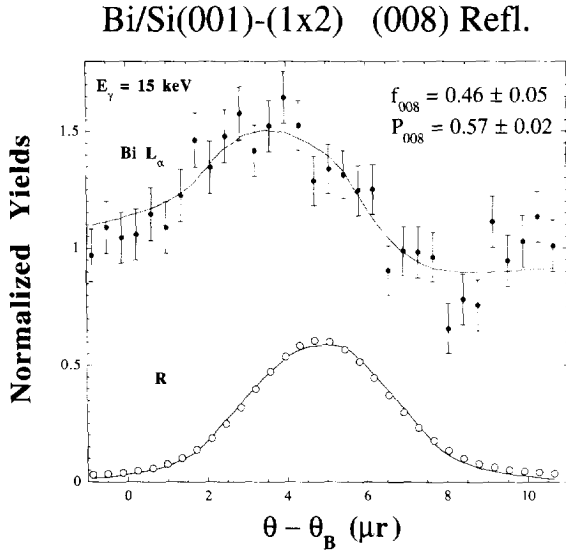 Bi/Si(001)-(1x2) (008) Refl.
E_γ = 15 keV
f_008 = 0.46 ± 0.05
P_008 = 0.57 ± 0.02
Bi L_α
R
Normalized Yields
1.5
1
0.5
0
0 2 4 6 8 10
θ − θ_B (μr)